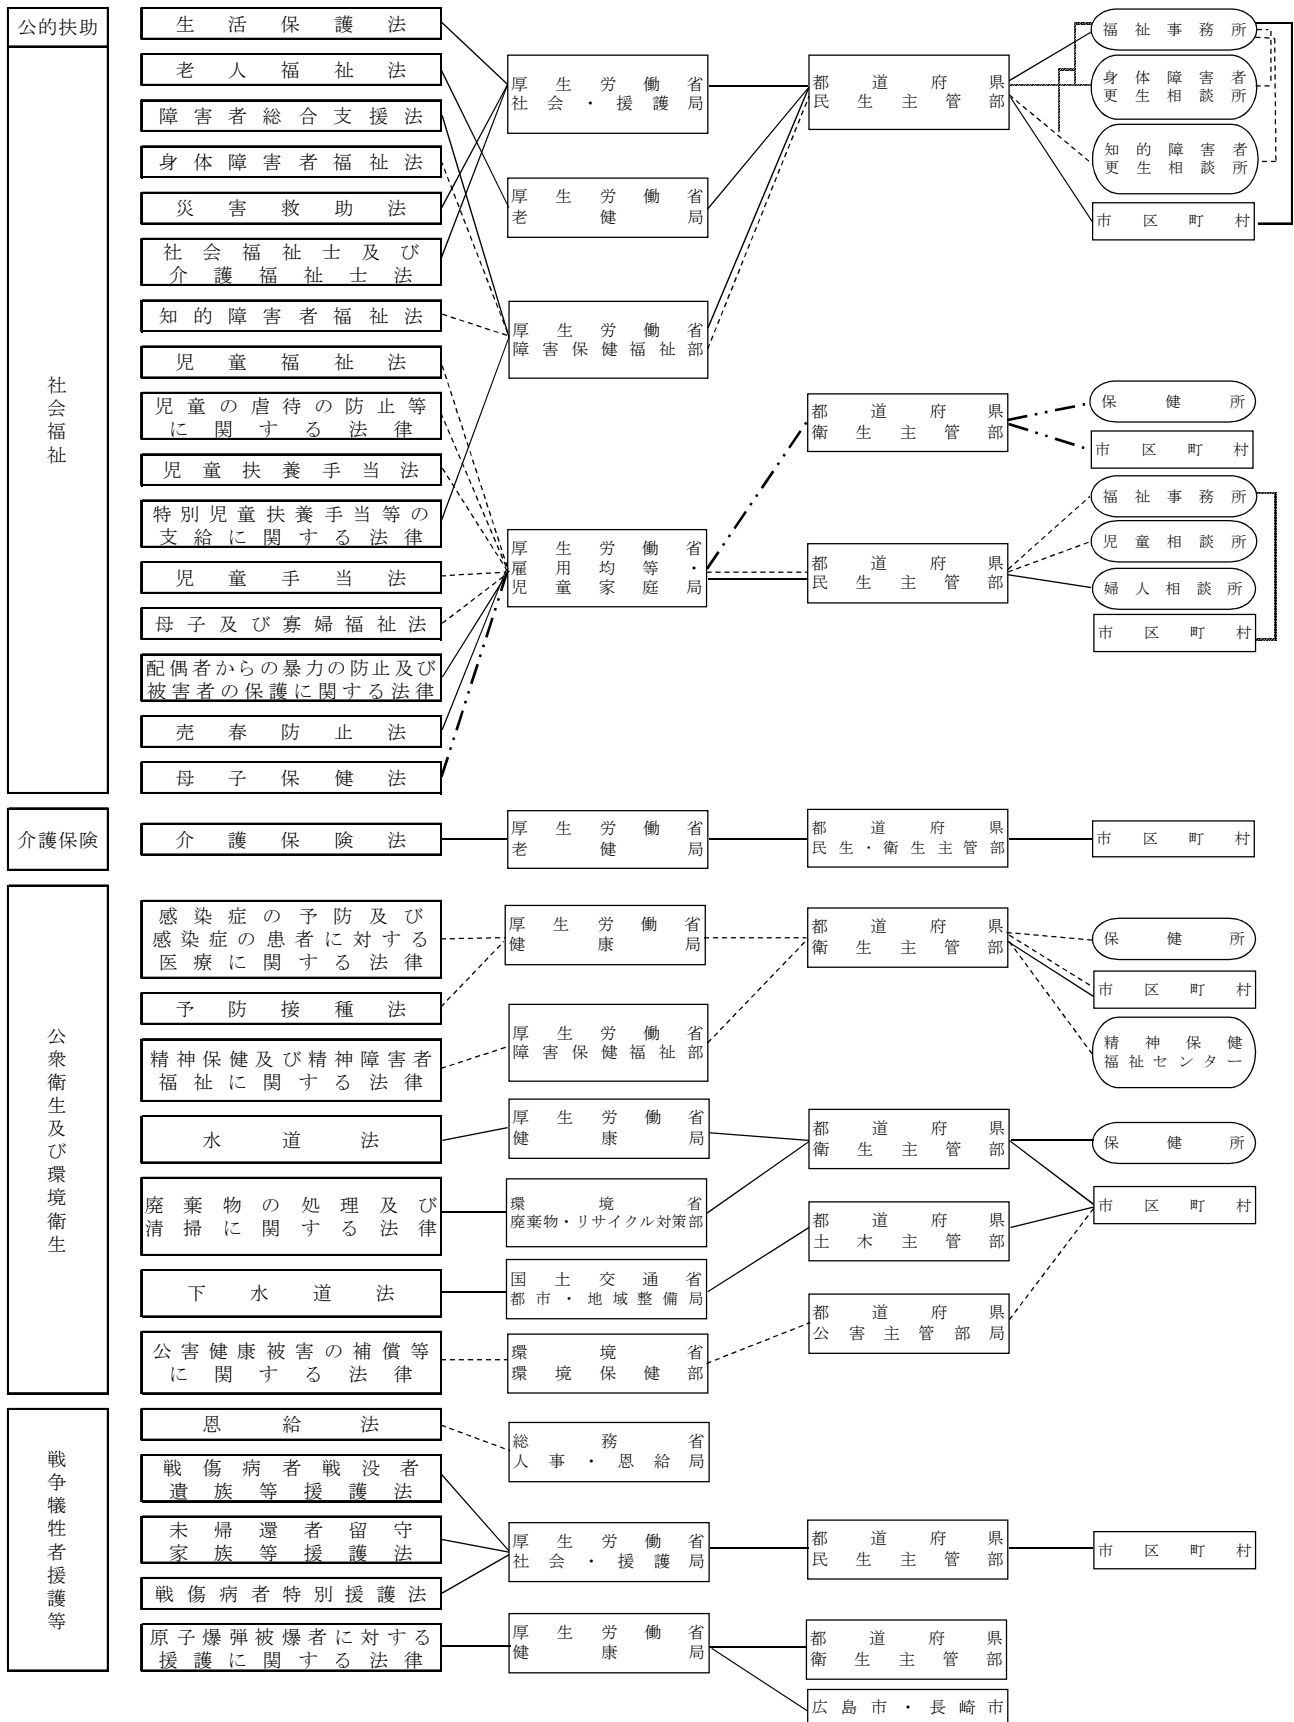 公的扶助
生活保護法
社会福祉
老人福祉法
障害者総合支援法
身体障害者福祉法
災害救助法
社会福祉士及び
介護福祉士法
知的障害者福祉法
児童福祉法
児童の虐待の防止等
に関する法律
児童扶養手当法
特別児童扶養手当等の
支給に関する法律
児童手当法
母子及び寡婦福祉法
配偶者からの暴力の防止及び
被害者の保護に関する法律
売春防止法
母子保健法
厚生労働省
社会・援護局
厚生労働省
老健局
厚生労働省
障害保健福祉部
厚生労働省
雇用均等・
児童家庭局
都道府県
民生主管部
都道府県
衛生主管部
都道府県
民生主管部
福祉事務所
身体障害者
更生相談所
知的障害者
更生相談所
市区町村
保健所
市区町村
福祉事務所
児童相談所
婦人相談所
市区町村
介護保険
介護保険法
厚生労働省
老健局
都道府県
民生・衛生主管部
市区町村
公衆衛生及び環境衛生
感染症の予防及び
感染症の患者に対する
医療に関する法律
予防接種法
精神保健及び精神障害者
福祉に関する法律
水道法
廃棄物の処理及び
清掃に関する法律
下水道法
公害健康被害の補償等
に関する法律
厚生労働省
健康局
厚生労働省
障害保健福祉部
厚生労働省
健康局
環境省
廃棄物・リサイクル対策部
国土交通省
都市・地域整備局
環境省
環境保健部
都道府県
衛生主管部
都道府県
衛生主管部
都道府県
土木主管部
都道府県
公害主管部局
保健所
市区町村
精神保健
福祉センター
保健所
市区町村
戦争犠牲者援護等
恩給法
戦傷病者戦没者
遺族等援護法
未帰還者留守
家族等援護法
戦傷病者特別援護法
原子爆弾被爆者に対する
援護に関する法律
総務省
人事・恩給局
厚生労働省
社会・援護局
厚生労働省
健康局
都道府県
民生主管部
都道府県
衛生主管部
広島市・長崎市
市区町村